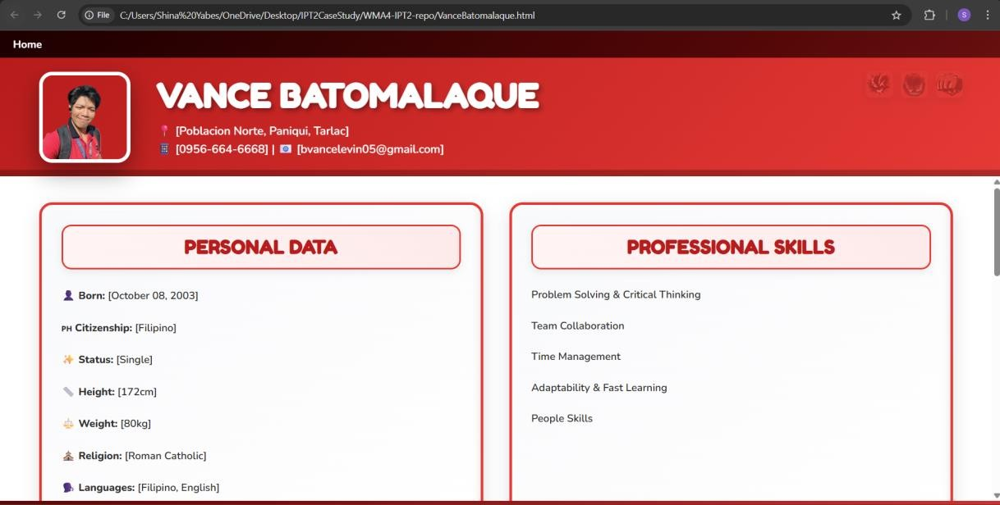 File C:/Users/Shina%20Yabes/OneDrive/Desktop/IPT2CaseStudy/WMA4-IPT2-repo/VanceBatomalaque.html
S
Home
VANCE BATOMALAQUE
[Poblacion Norte, Paniqui, Tarlac]
[0956-664-6668] | [bvancelevin05@gmail.com]
PERSONAL DATA
Born: [October 08, 2003]
PH Citizenship: [Filipino]
Status: [Single]
Height: [172cm]
Weight: [80kg]
Religion: [Roman Catholic]
Languages: [Filipino, English]
PROFESSIONAL SKILLS
Problem Solving & Critical Thinking
Team Collaboration
Time Management
Adaptability & Fast Learning
People Skills